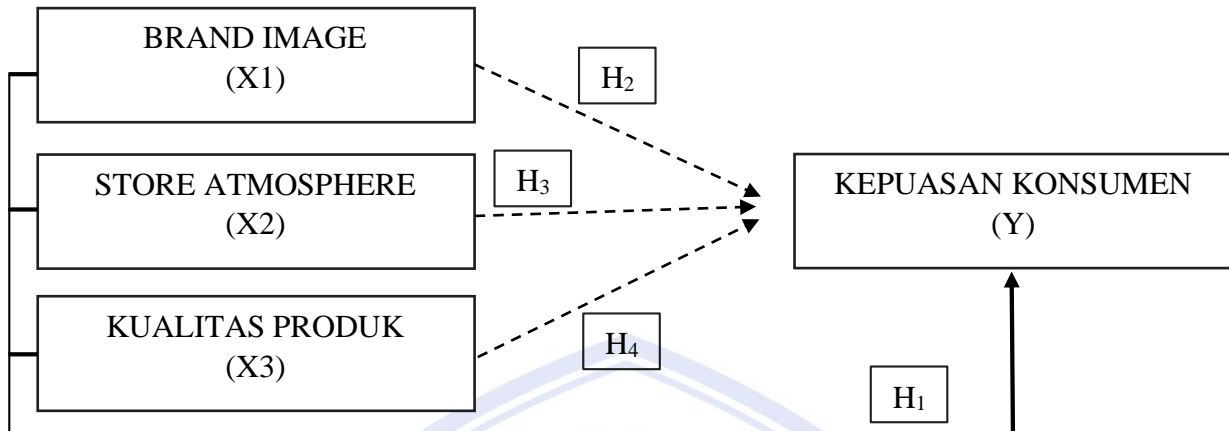 BRAND IMAGE
(X1)
H₂
STORE ATMOSPHERE
(X2)
H₃
KEPUASAN KONSUMEN
(Y)
KUALITAS PRODUK
(X3)
H₄
H₁